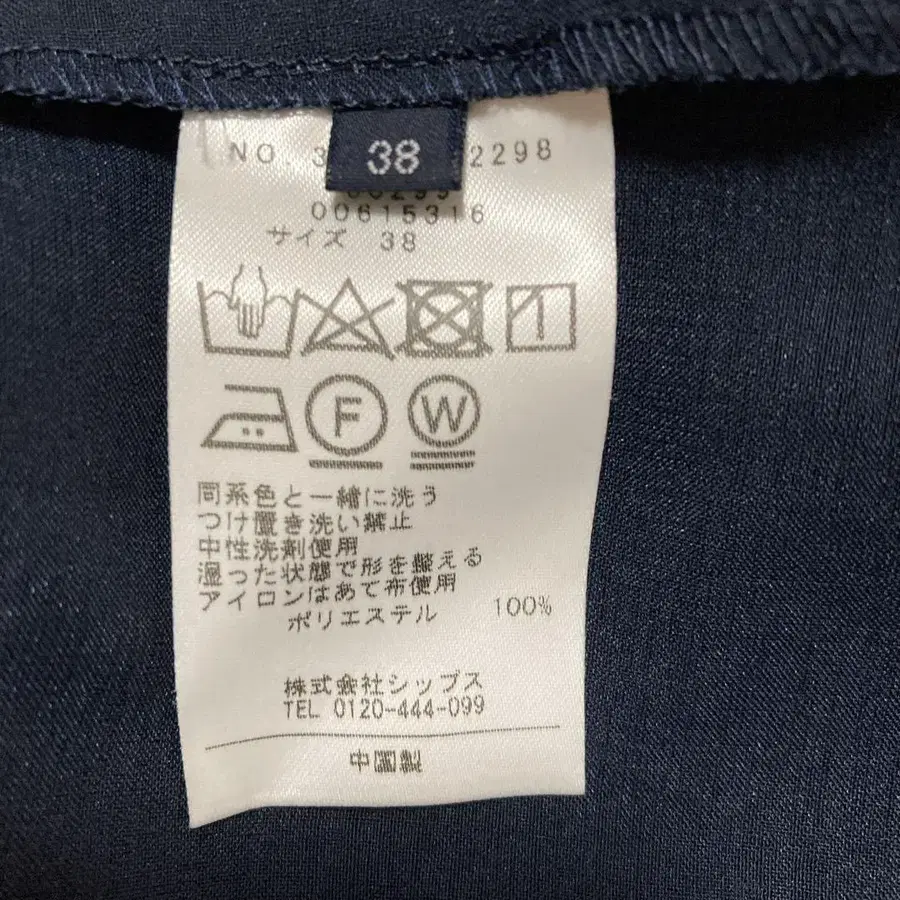 38
NO. 3 2298
00615316
サイズ 38
F W
同系色と一緒に洗う
つけ置き洗い禁止
中性洗剤使用
湿った状態で形を整える
アイロンはあて布使用
ポリエステル 100%
株式会社シップス
TEL 0120-444-099
中国製